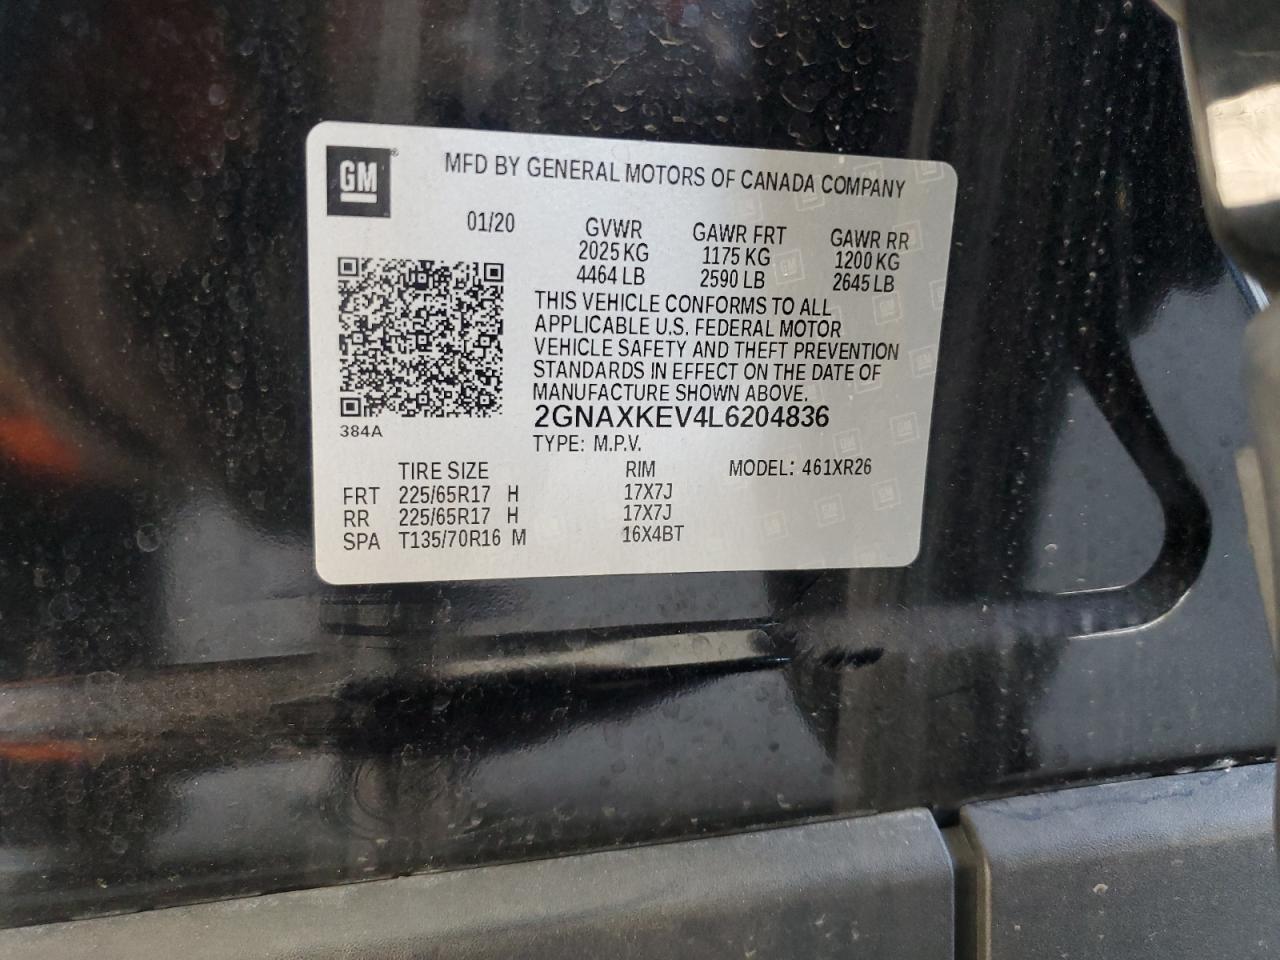 GM
MFD BY GENERAL MOTORS OF CANADA COMPANY
01/20
GVWR GAWR FRT GAWR RR
2025 KG 1175 KG 1200 KG
4464 LB 2590 LB 2645 LB
THIS VEHICLE CONFORMS TO ALL
APPLICABLE U.S. FEDERAL MOTOR
VEHICLE SAFETY AND THEFT PREVENTION
STANDARDS IN EFFECT ON THE DATE OF
MANUFACTURE SHOWN ABOVE.
2GNAXKEV4L6204836
384A
TYPE: M.P.V.
TIRE SIZE RIM MODEL: 461XR26
FRT 225/65R17 H 17X7J
RR 225/65R17 H 17X7J
SPA T135/70R16 M 16X4BT